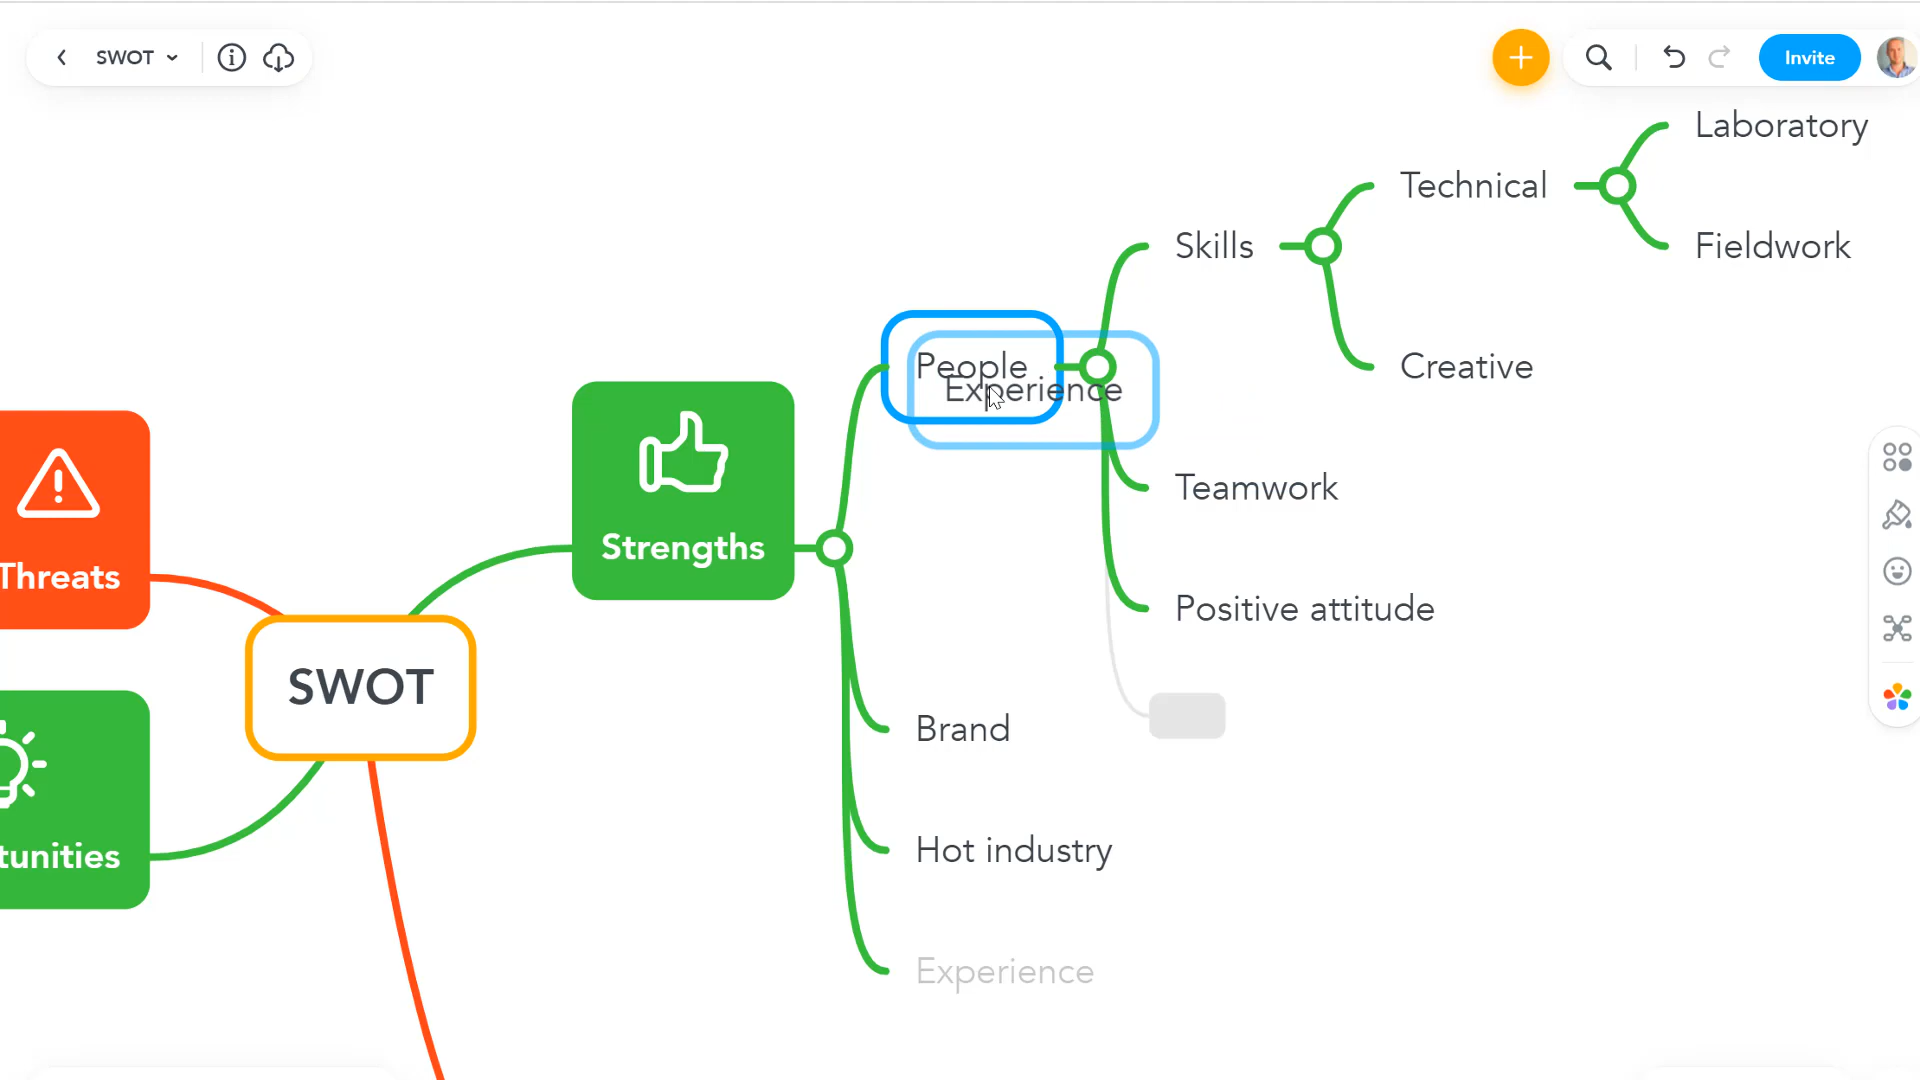 SWOT
Invite
Laboratory
Technical
Skills
Fieldwork
People
Experience
Creative
Teamwork
Strengths
Threats
Positive attitude
SWOT
Brand
tunities
Hot industry
Experience